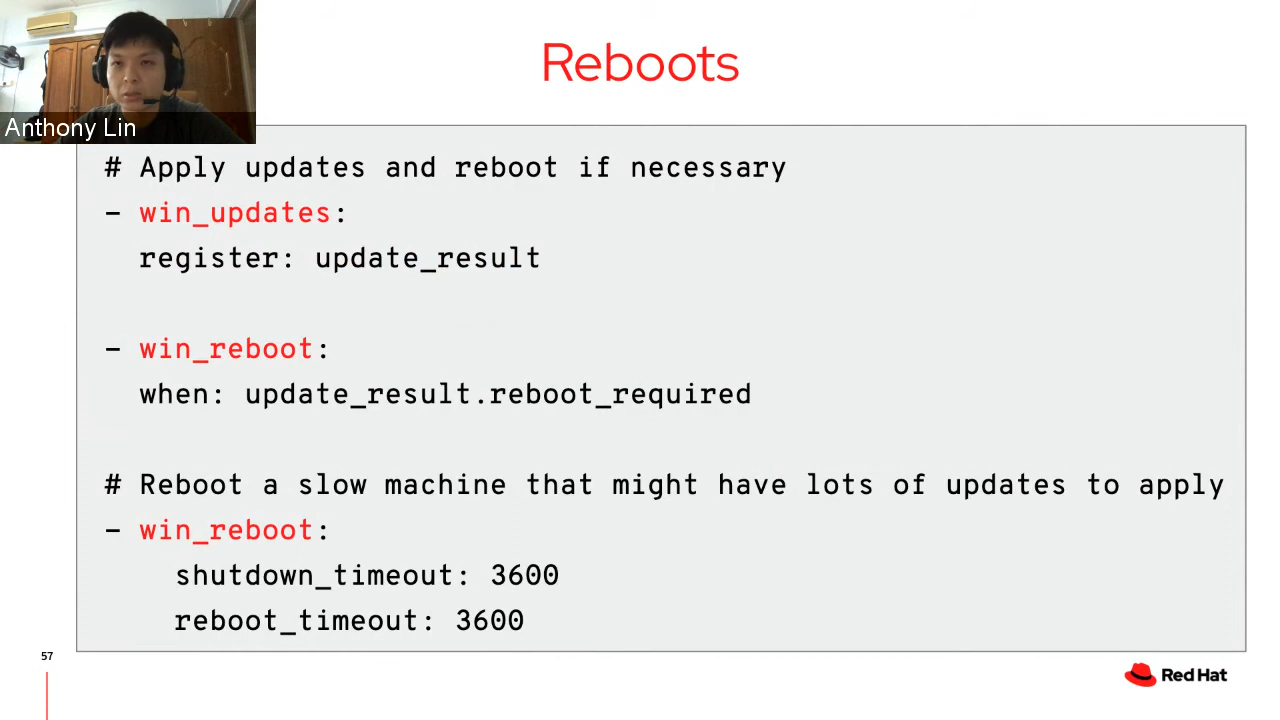 Reboots
Anthony Lin
# Apply updates and reboot if necessary
- win_updates:
register: update_result
- win_reboot:
when: update_result.reboot_required
# Reboot a slow machine that might have lots of updates to apply
- win_reboot:
shutdown_timeout: 3600
reboot_timeout: 3600
57
Red Hat